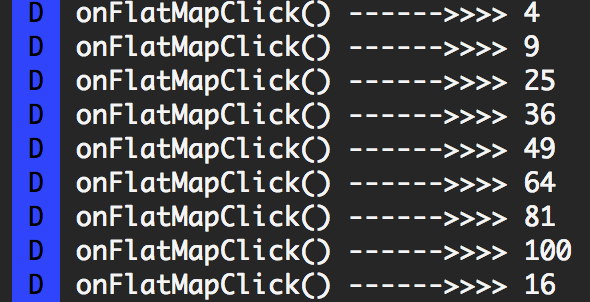 D onFlatMapClick() ------>>>> 4
D onFlatMapClick() ------>>>> 9
D onFlatMapClick() ------>>>> 25
D onFlatMapClick() ------>>>> 36
D onFlatMapClick() ------>>>> 49
D onFlatMapClick() ------>>>> 64
D onFlatMapClick() ------>>>> 81
D onFlatMapClick() ------>>>> 100
D onFlatMapClick() ------>>>> 16